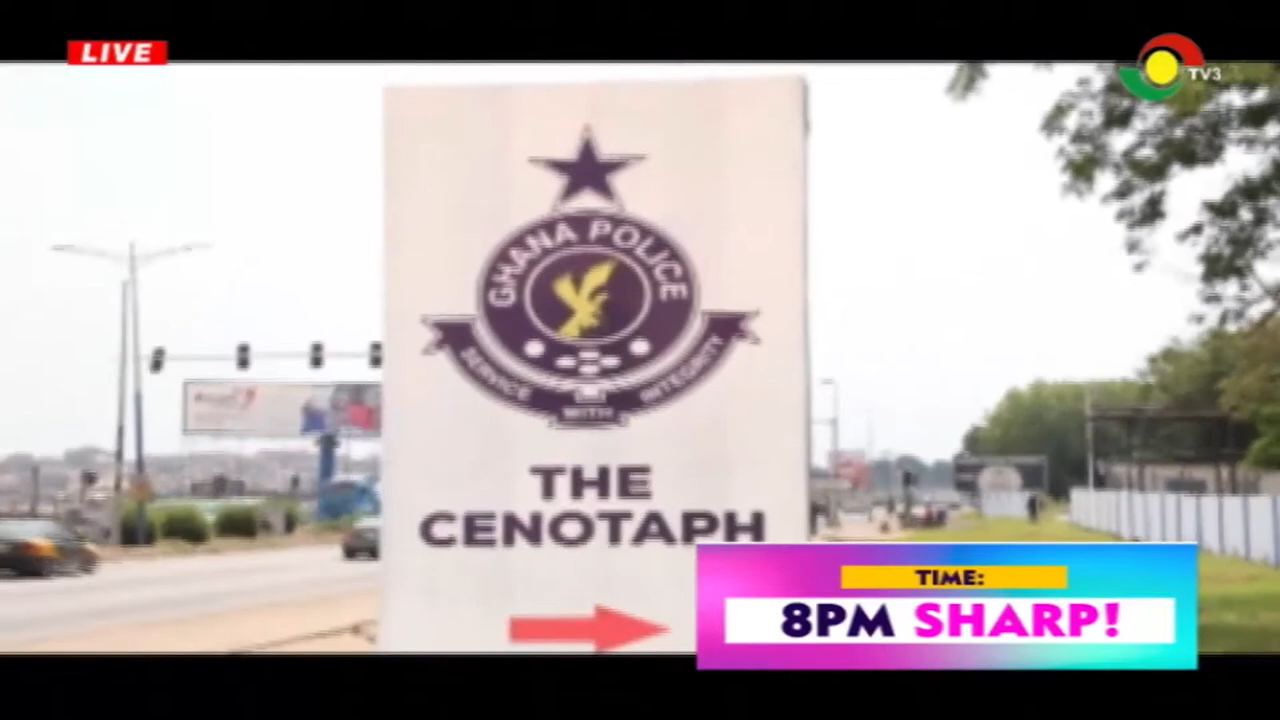 LIVE
TV3
GHANA POLICE
SERVICE WITH INTEGRITY
THE
CENOTAPH
TIME:
8PM SHARP!